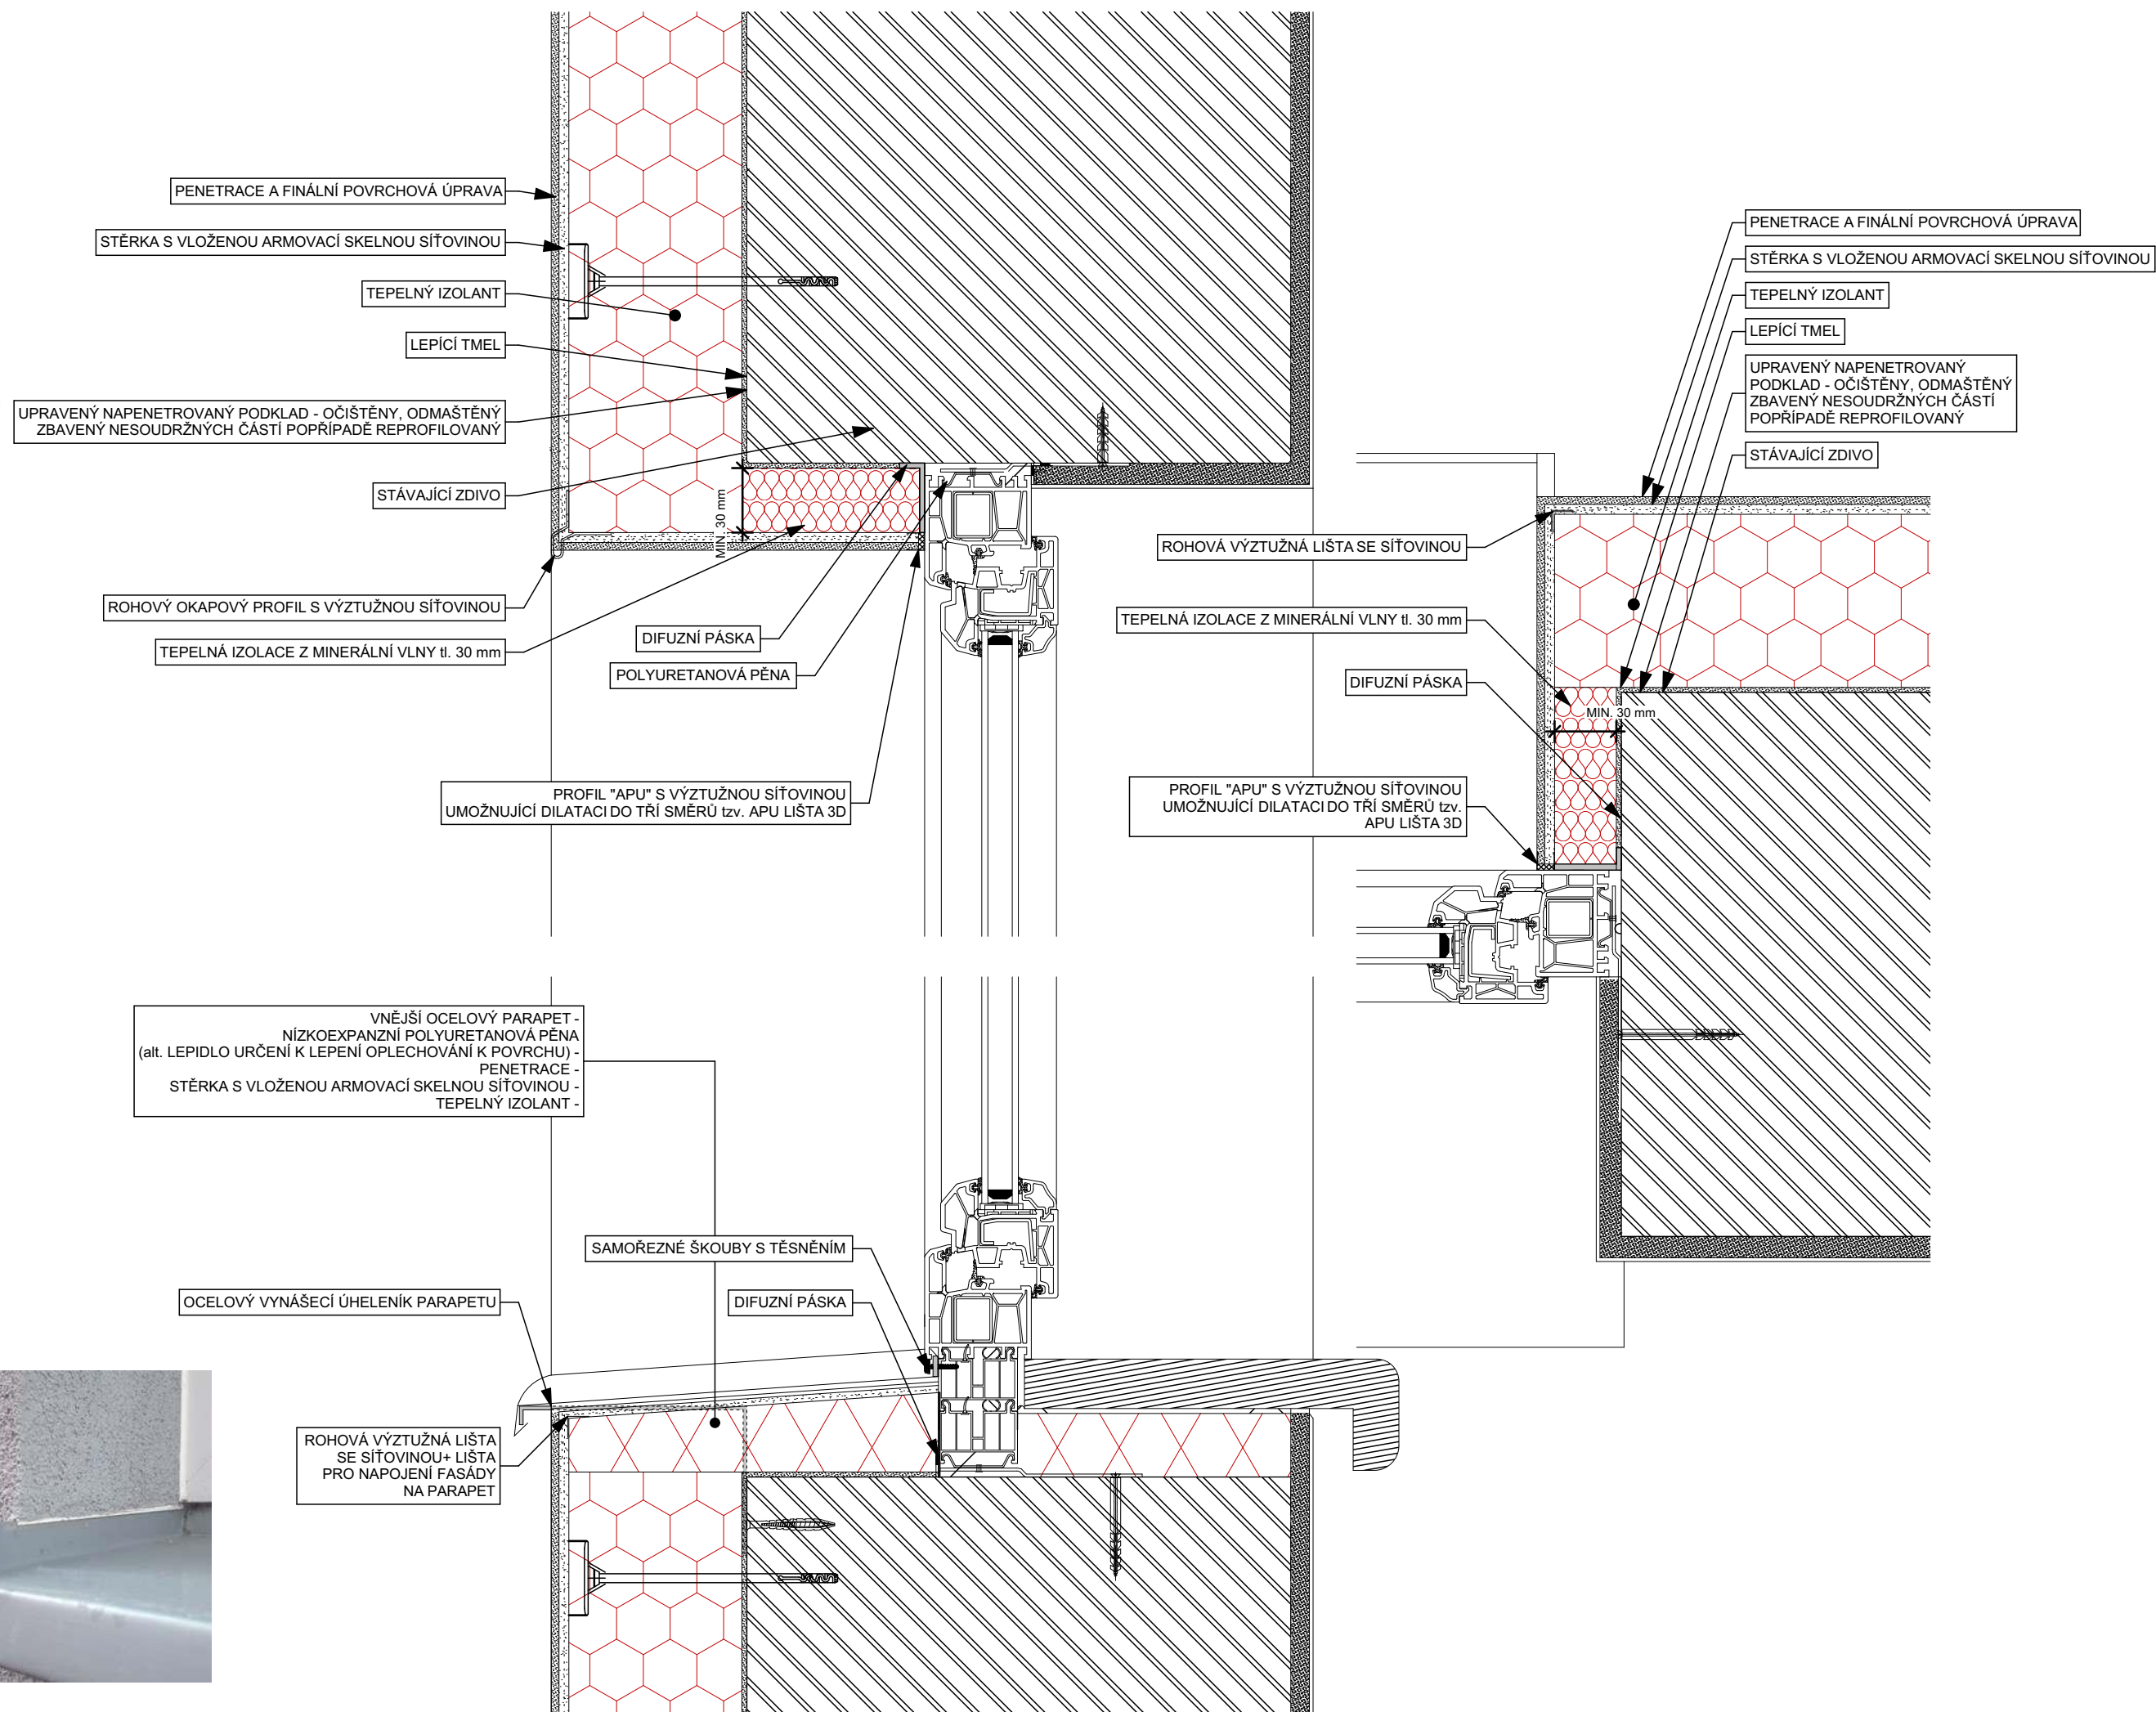 PENETRACE A FINÁLNÍ POVRCHOVÁ ÚPRAVA
STĚRKA S VLOŽENOU ARMOVACÍ SKELNOU SÍŤOVINOU
TEPELNÝ IZOLANT
LEPÍCÍ TMEL
UPRAVENÝ NAPENETROVANÝ PODKLAD - OČIŠTĚNY, ODMAŠTĚNÝ
ZBAVENÝ NESOUDRŽNÝCH ČÁSTÍ POPŘÍPADĚ REPROFILOVANÝ
STÁVAJÍCÍ ZDIVO
MIN. 30 mm
ROHOVÝ OKAPOVÝ PROFIL S VÝZTUŽNOU SÍŤOVINOU
TEPELNÁ IZOLACE Z MINERÁLNÍ VLNY tl. 30 mm
DIFUZNÍ PÁSKA
POLYURETANOVÁ PĚNA
PROFIL "APU" S VÝZTUŽNOU SÍŤOVINOU
UMOŽNUJÍCÍ DILATACI DO TŘÍ SMĚRŮ tzv. APU LIŠTA 3D
PENETRACE A FINÁLNÍ POVRCHOVÁ ÚPRAVA
STĚRKA S VLOŽENOU ARMOVACÍ SKELNOU SÍŤOVINOU
TEPELNÝ IZOLANT
LEPÍCÍ TMEL
UPRAVENÝ NAPENETROVANÝ
PODKLAD - OČIŠTĚNY, ODMAŠTĚNÝ
ZBAVENÝ NESOUDRŽNÝCH ČÁSTÍ
POPŘÍPADĚ REPROFILOVANÝ
STÁVAJÍCÍ ZDIVO
ROHOVÁ VÝZTUŽNÁ LIŠTA SE SÍŤOVINOU
TEPELNÁ IZOLACE Z MINERÁLNÍ VLNY tl. 30 mm
DIFUZNÍ PÁSKA
MIN. 30 mm
PROFIL "APU" S VÝZTUŽNOU SÍŤOVINOU
UMOŽNUJÍCÍ DILATACI DO TŘÍ SMĚRŮ tzv.
APU LIŠTA 3D
VNĚJŠÍ OCELOVÝ PARAPET -
NÍZKOEXPANZNÍ POLYURETANOVÁ PĚNA
(alt. LEPIDLO URČENÍ K LEPENÍ OPLECHOVÁNÍ K POVRCHU) -
PENETRACE -
STĚRKA S VLOŽENOU ARMOVACÍ SKELNOU SÍŤOVINOU -
TEPELNÝ IZOLANT -
SAMOŘEZNÉ ŠKOUBY S TĚSNĚNÍM
OCELOVÝ VYNÁŠECÍ ÚHELENÍK PARAPETU
DIFUZNÍ PÁSKA
ROHOVÁ VÝZTUŽNÁ LIŠTA
SE SÍŤOVINOU+ LIŠTA
PRO NAPOJENÍ FASÁDY
NA PARAPET